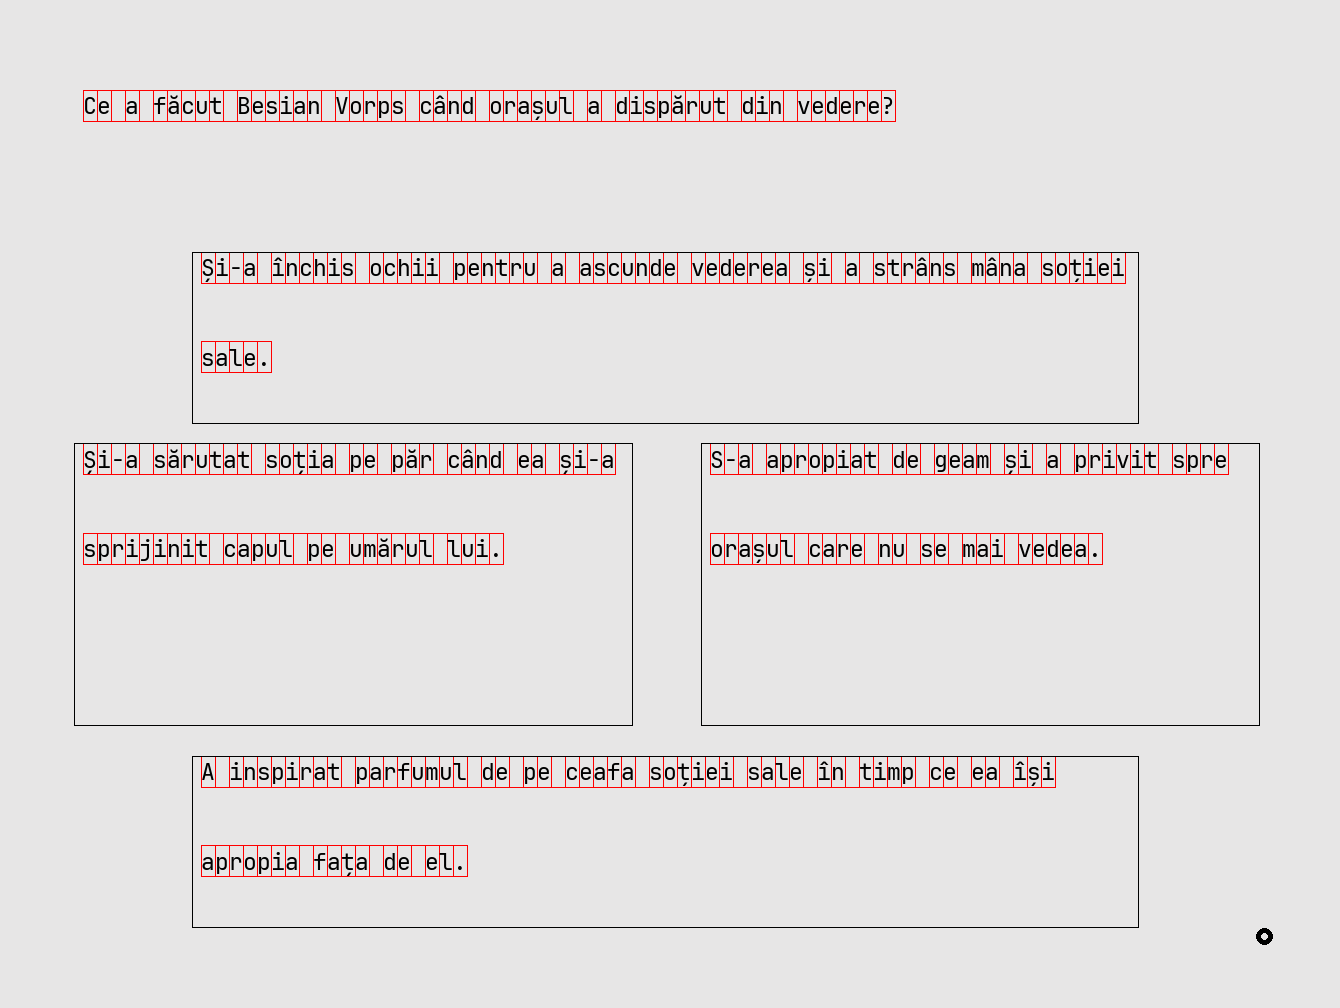 Ce a făcut Besian Vorps când orașul a dispărut din vedere?
Și-a închis ochii pentru a ascunde vederea și a strâns mâna soției
sale.
Și-a sărutat soția pe păr când ea și-a
sprijinit capul pe umărul lui.
S-a apropiat de geam și a privit spre
orașul care nu se mai vedea.
A inspirat parfumul de pe ceafa soției sale în timp ce ea își
apropia fața de el.